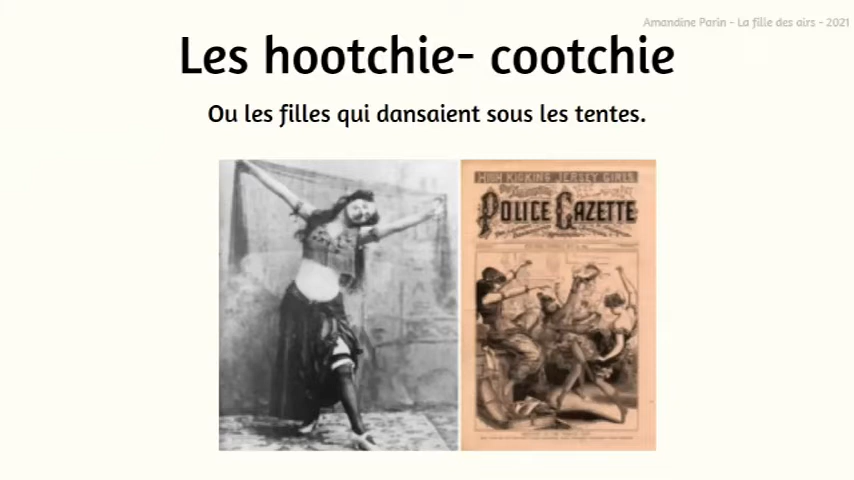 Amandine Parin - La fille des airs - 2021
Les hootchie- cootchie
Ou les filles qui dansaient sous les tentes.
HIGH KICKING JERSEY GIRLS
POLICE GAZETTE